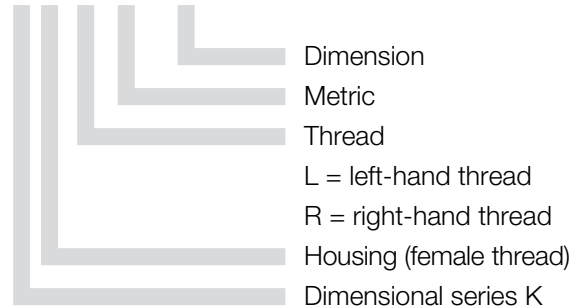 Dimension
Metric
Thread
L = left-hand thread
R = right-hand thread
Housing (female thread)
Dimensional series K